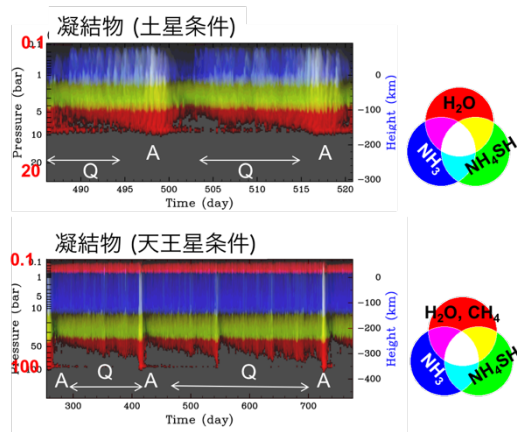 凝結物 (土星条件)
0.1
1
5
10
20
Pressure (bar)
Q
A
Q
A
490 495 500 505 510 515 520
Time (day)
0
-100
-200
-300
Height (km)
H₂O
NH₃
NH₄SH
凝結物 (天王星条件)
0.1
1
5
10
50
100
Pressure (bar)
A
Q
A
Q
A
300 400 500 600 700
Time (day)
0
-100
-200
-300
-400
Height (km)
H₂O, CH₄
NH₃
NH₄SH